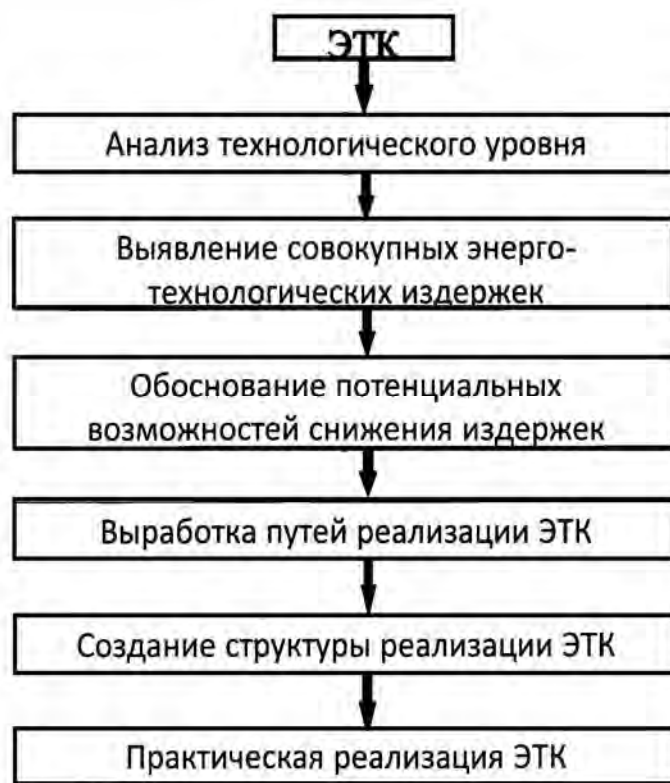 ЭТК
Анализ технологического уровня
Выявление совокупных энерго-
технологических издержек
Обоснование потенциальных
возможностей снижения издержек
Выработка путей реализации ЭТК
Создание структуры реализации ЭТК
Практическая реализация ЭТК